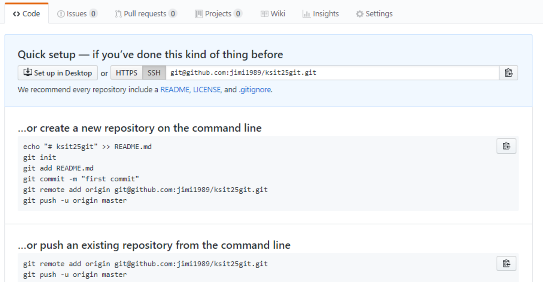 Code Issues 0 Pull requests 0 Projects 0 Wiki Insights Settings
Quick setup — if you've done this kind of thing before
Set up in Desktop or HTTPS SSH git@github.com:jimi1989/ksit25git.git
We recommend every repository include a README, LICENSE, and .gitignore.
…or create a new repository on the command line
echo "# ksit25git" >> README.md
git init
git add README.md
git commit -m "first commit"
git remote add origin git@github.com:jimi1989/ksit25git.git
git push -u origin master
…or push an existing repository from the command line
git remote add origin git@github.com:jimi1989/ksit25git.git
git push -u origin master